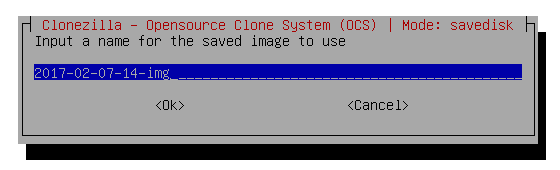 Clonezilla - Opensource Clone System (OCS) | Mode: savedisk
Input a name for the saved image to use
2017-02-07-14-img
<Ok> <Cancel>